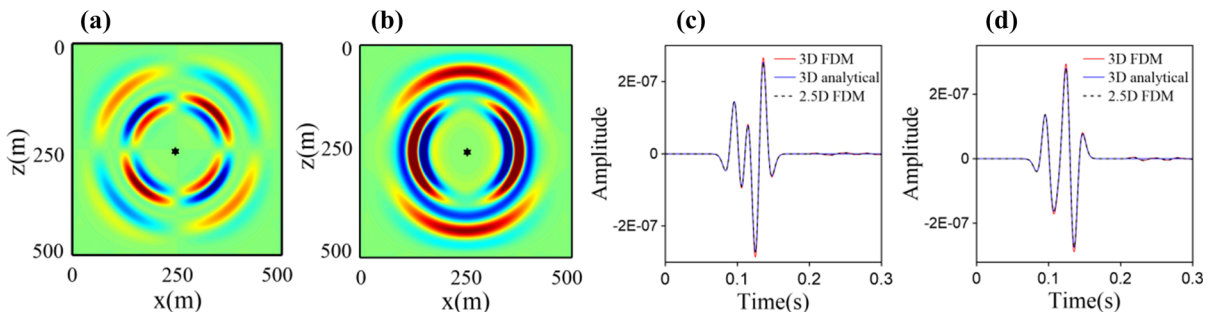 (a)
0
z(m)
250
500
0 250 500
x(m)
(b)
0
z(m)
250
500
0 250 500
x(m)
(c)
3D FDM
3D analytical
2.5D FDM
Amplitude
2E-07
0
-2E-07
0 0.1 0.2 0.3
Time(s)
(d)
3D FDM
3D analytical
2.5D FDM
Amplitude
2E-07
0
-2E-07
0 0.1 0.2 0.3
Time(s)